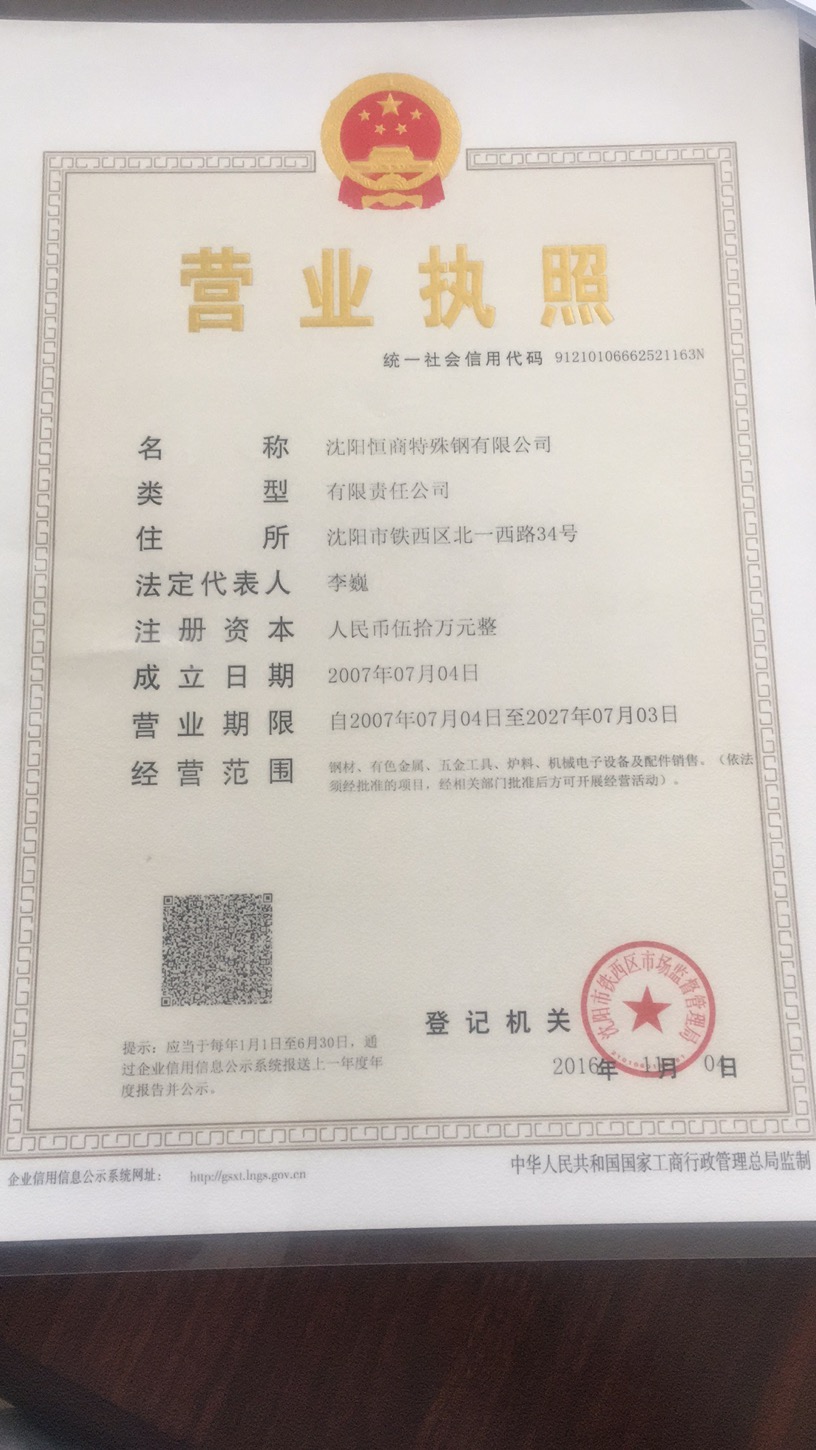 营业执照
统一社会信用代码 91210106662521163N
名称 沈阳恒商特殊钢有限公司
类型 有限责任公司
住所 沈阳市铁西区北一西路34号
法定代表人 李巍
注册资本 人民币伍拾万元整
成立日期 2007年07月04日
营业期限 自2007年07月04日至2027年07月03日
经营范围 钢材、有色金属、五金工具、炉料、机械电子设备及配件销售。（依法
须经批准的项目，经相关部门批准后方可开展经营活动）。
登记机关
沈阳市铁西区市场监督管理局
2016年 11月 04日
提示：应当于每年1月1日至6月30日，通
过企业信用信息公示系统报送上一年度年
度报告并公示。
企业信用信息公示系统网址： http://gsxt.lngs.gov.cn
中华人民共和国国家工商行政管理总局监制